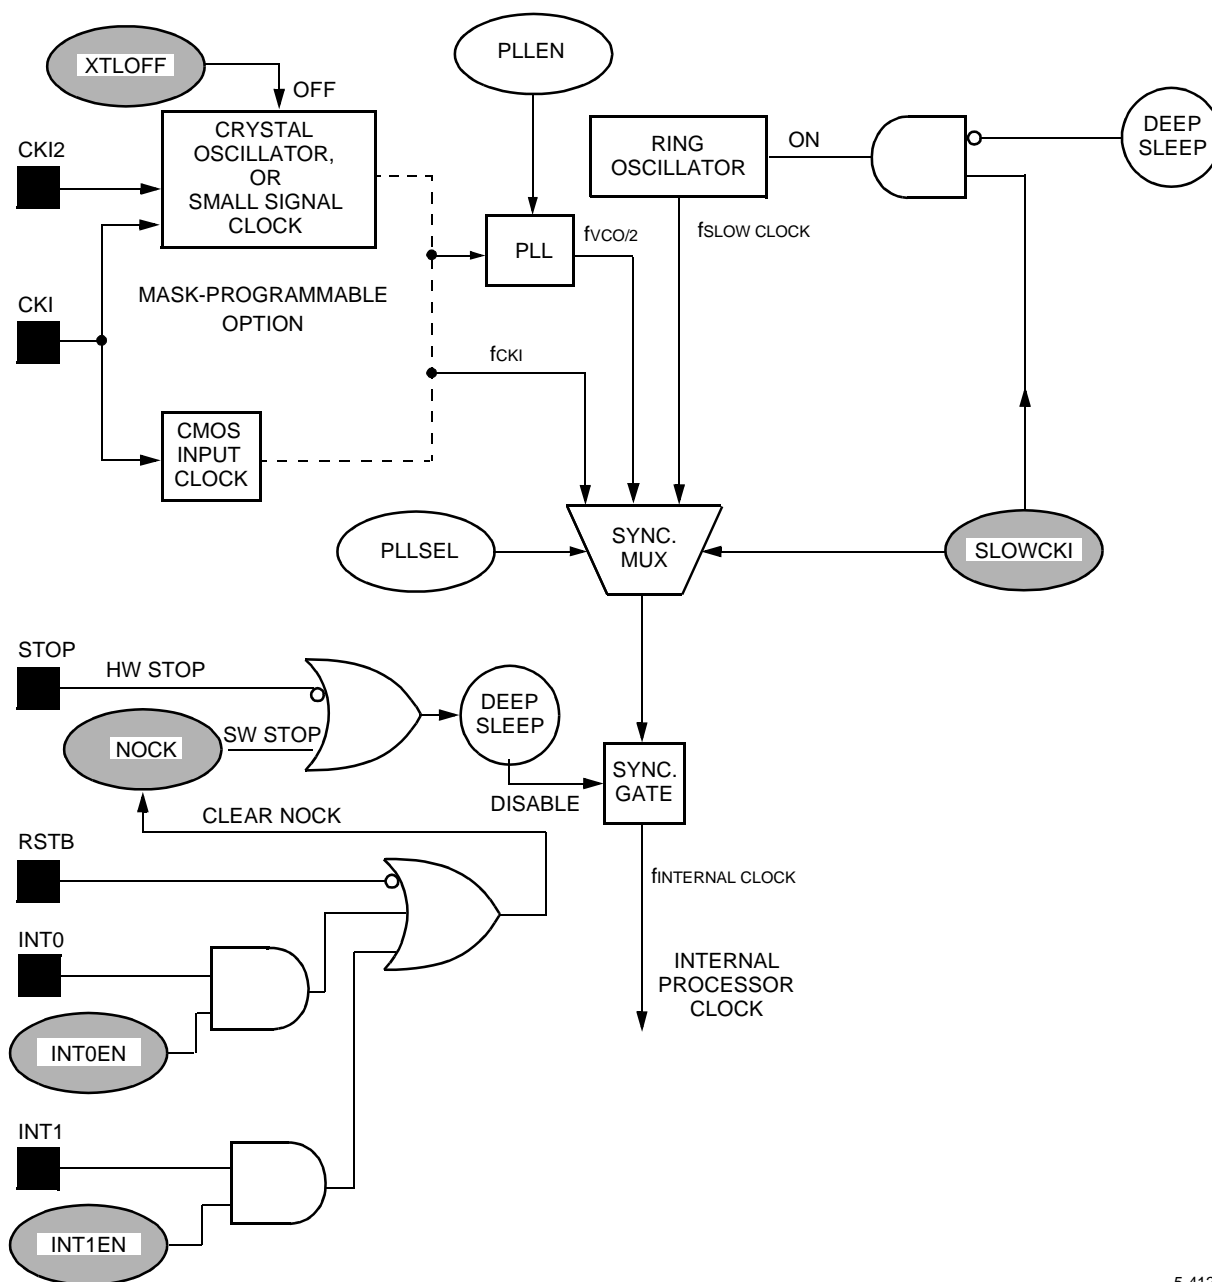 XTLOFF
OFF
PLLEN
CKI2
CRYSTAL
OSCILLATOR,
OR
SMALL SIGNAL
CLOCK
RING
OSCILLATOR
ON
DEEP
SLEEP
PLL
fVCO/2
fSLOW CLOCK
CKI
MASK-PROGRAMMABLE
OPTION
fCKI
CMOS
INPUT
CLOCK
PLLSEL
SYNC.
MUX
SLOWCKI
STOP
HW STOP
NOCK
SW STOP
DEEP
SLEEP
DISABLE
SYNC.
GATE
CLEAR NOCK
RSTB
fINTERNAL CLOCK
INT0
INTERNAL
PROCESSOR
CLOCK
INT0EN
INT1
INT1EN